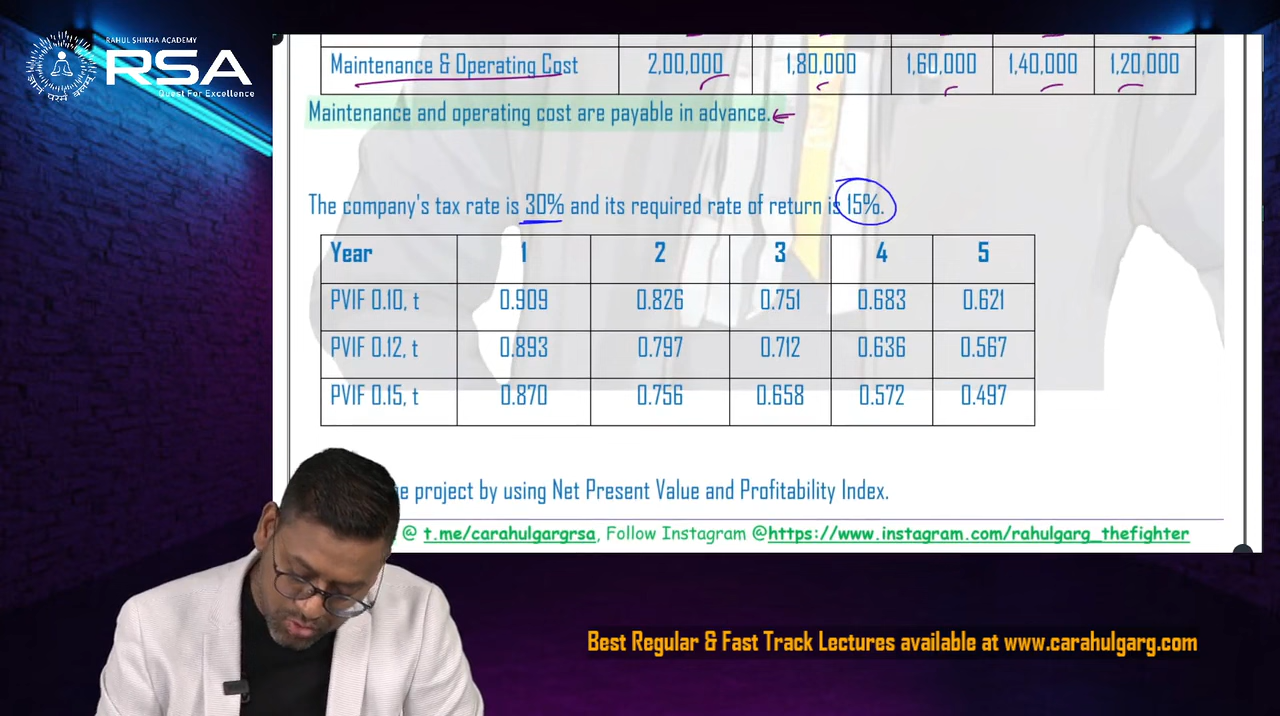 RAHUL SHIKHA ACADEMY
RSA
Quest For Excellence
Maintenance & Operating Cost 2,00,000 1,80,000 1,60,000 1,40,000 1,20,000
Maintenance and operating cost are payable in advance.
The company's tax rate is 30% and its required rate of return is 15%.
Year 1 2 3 4 5
PVIF 0.10, t 0.909 0.826 0.751 0.683 0.621
PVIF 0.12, t 0.893 0.797 0.712 0.636 0.567
PVIF 0.15, t 0.870 0.756 0.658 0.572 0.497
project by using Net Present Value and Profitability Index.
@ t.me/carahulgargrsa, Follow Instagram @https://www.instagram.com/rahulgarg_thefighter
Best Regular & Fast Track Lectures available at www.carahulgarg.com